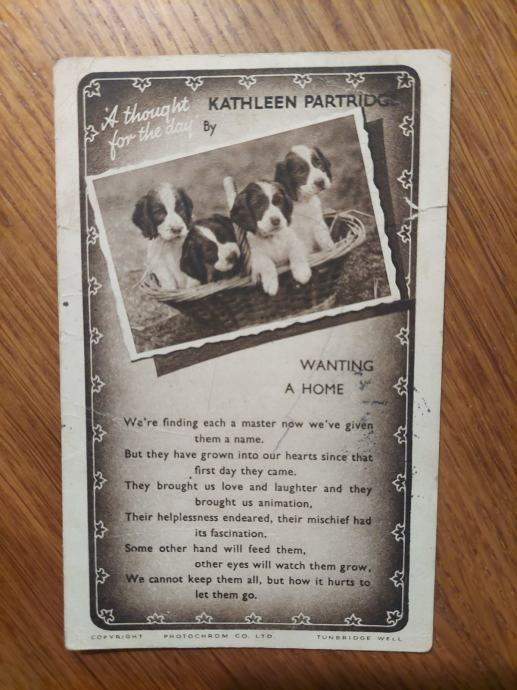 'A thought
for the day'
KATHLEEN PARTRIDGE
By
WANTING
A HOME
We're finding each a master now we've given
them a name.
But they have grown into our hearts since that
first day they came.
They brought us love and laughter and they
brought us animation,
Their helplessness endeared, their mischief had
its fascination.
Some other hand will feed them,
other eyes will watch them grow,
We cannot keep them all, but how it hurts to
let them go.
COPYRIGHT PHOTOCHROM CO. LTD. TUNBRIDGE WELL